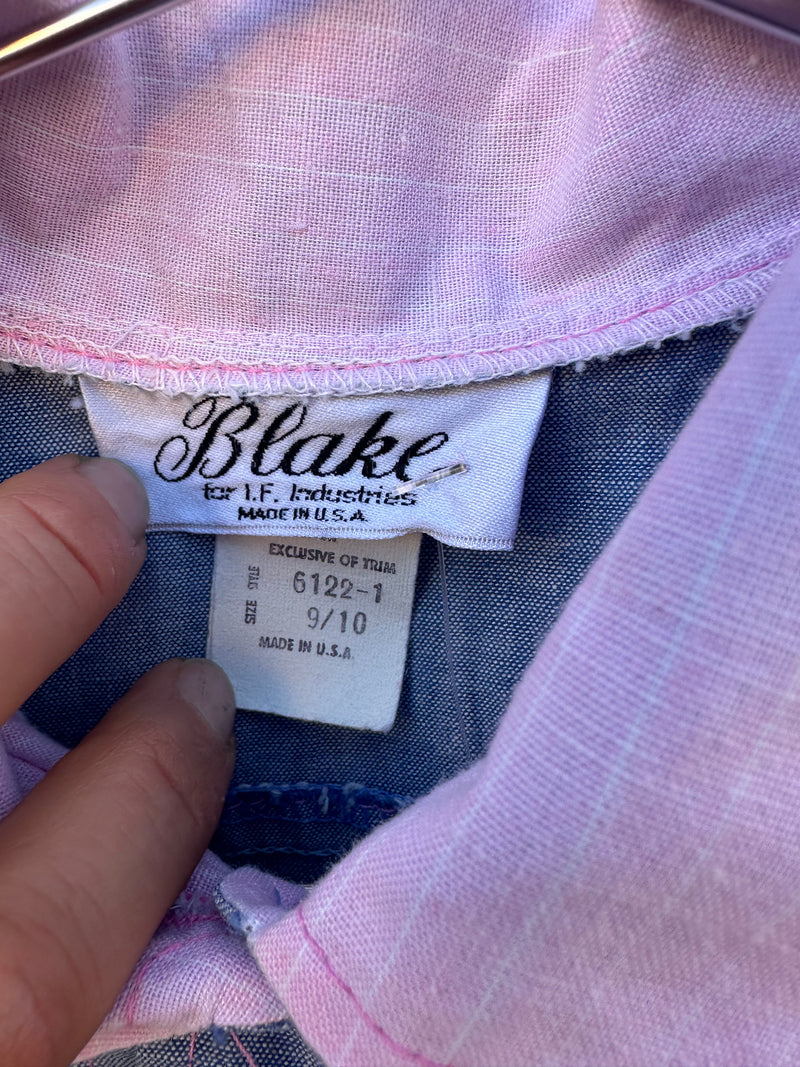 Blake
for I.F. Industries
MADE IN U.S.A.
EXCLUSIVE OF TRIM
STYLE 6122-1
SIZE 9/10
MADE IN U.S.A.